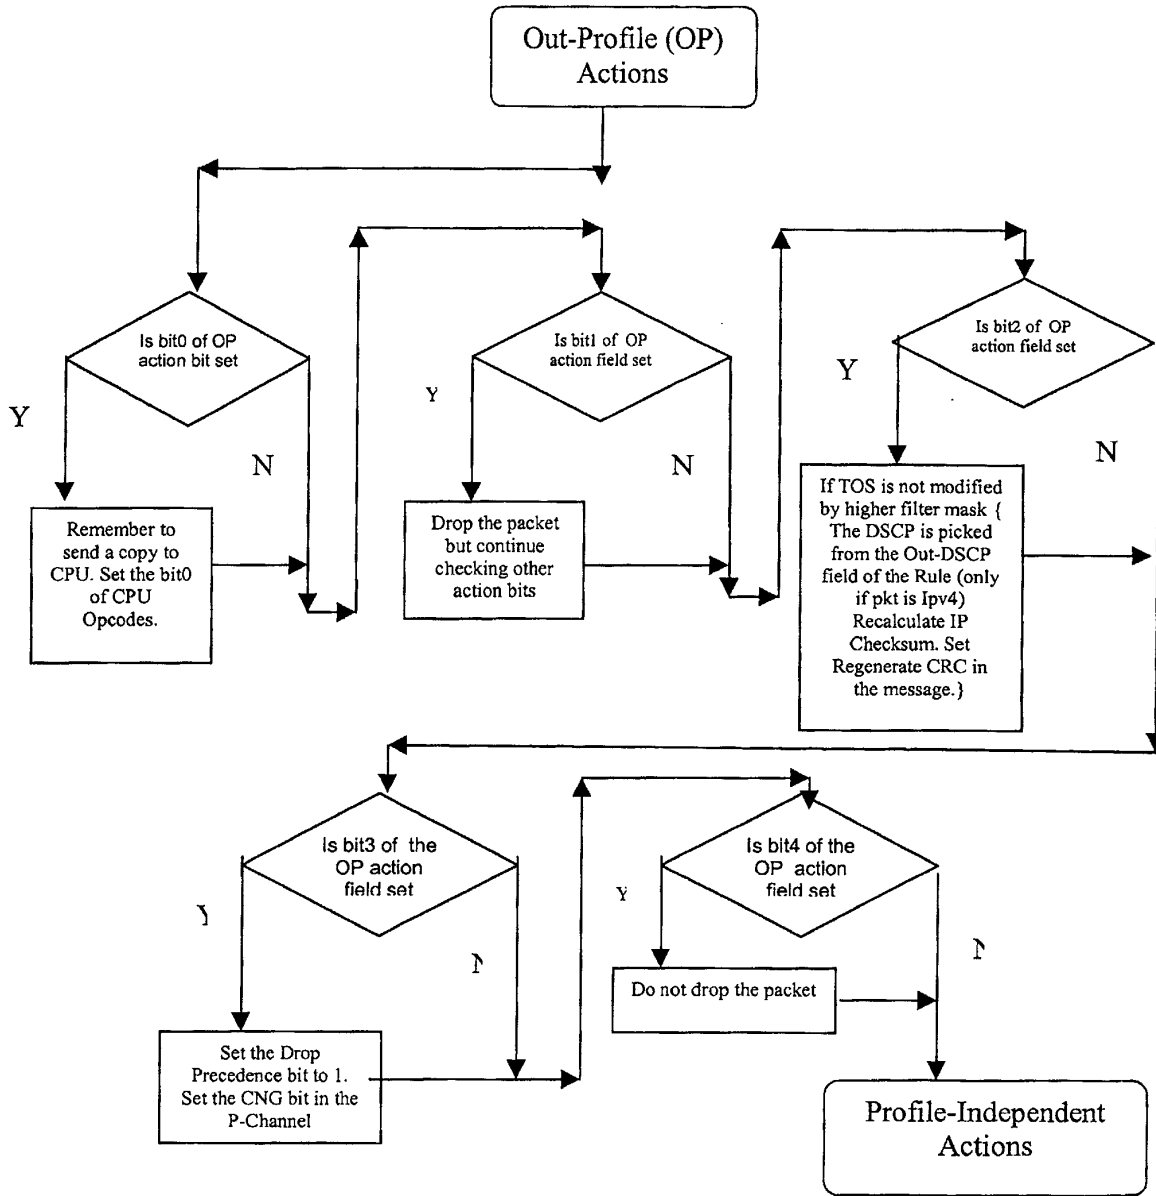 Out-Profile (OP)
Actions
Is bit0 of OP
action bit set
Is bit1 of OP
action field set
Is bit2 of OP
action field set
Y
N
Y
N
Y
N
Remember to
send a copy to
CPU. Set the bit0
of CPU
Opcodes.
Drop the packet
but continue
checking other
action bits
If TOS is not modified
by higher filter mask {
The DSCP is picked
from the Out-DSCP
field of the Rule (only
if pkt is Ipv4)
Recalculate IP
Checksum. Set
Regenerate CRC in
the message.}
Is bit3 of the
OP action
field set
Is bit4 of the
OP action
field set
Y
N
Y
N
Set the Drop
Precedence bit to 1.
Set the CNG bit in the
P-Channel
Do not drop the packet
Profile-Independent
Actions